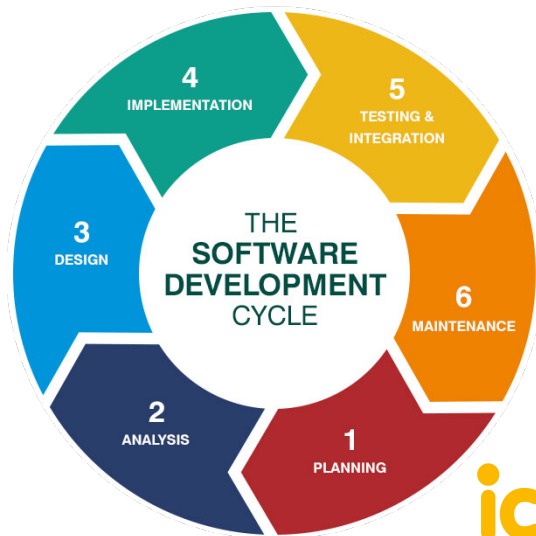 THE
SOFTWARE
DEVELOPMENT
CYCLE
1
PLANNING
2
ANALYSIS
3
DESIGN
4
IMPLEMENTATION
5
TESTING &
INTEGRATION
6
MAINTENANCE
ic